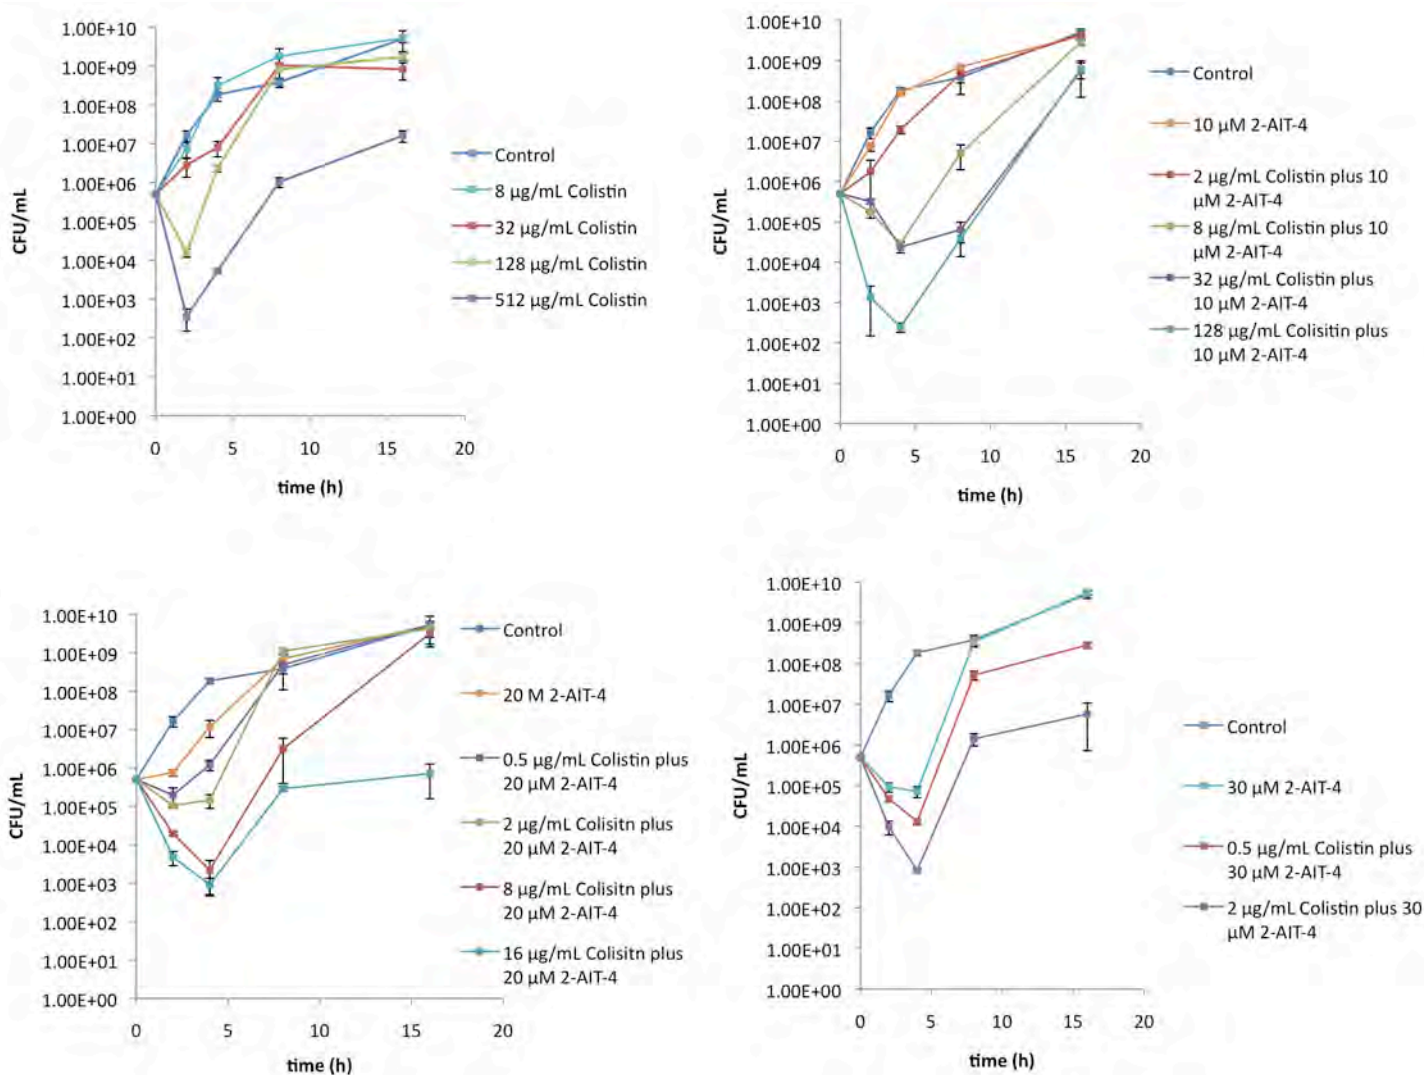 1.00E+10
1.00E+09
1.00E+08
1.00E+07
1.00E+06
1.00E+05
1.00E+04
1.00E+03
1.00E+02
1.00E+01
1.00E+00
CFU/mL
0 5 10 15 20
time (h)
Control
8 µg/mL Colistin
32 µg/mL Colistin
128 µg/mL Colistin
512 µg/mL Colistin
1.00E+10
1.00E+09
1.00E+08
1.00E+07
1.00E+06
1.00E+05
1.00E+04
1.00E+03
1.00E+02
1.00E+01
1.00E+00
CFU/mL
0 5 10 15 20
time (h)
Control
10 µM 2-AIT-4
2 µg/mL Colistin plus 10
µM 2-AIT-4
8 µg/mL Colistin plus 10
µM 2-AIT-4
32 µg/mL Colistin plus
10 µM 2-AIT-4
128 µg/mL Colisitin plus
10 µM 2-AIT-4
1.00E+10
1.00E+09
1.00E+08
1.00E+07
1.00E+06
1.00E+05
1.00E+04
1.00E+03
1.00E+02
1.00E+01
1.00E+00
CFU/mL
0 5 10 15 20
time (h)
Control
20 M 2-AIT-4
0.5 µg/mL Colistin plus
20 µM 2-AIT-4
2 µg/mL Colisitn plus
20 µM 2-AIT-4
8 µg/mL Colisitn plus
20 µM 2-AIT-4
16 µg/mL Colisitn plus
20 µM 2-AIT-4
1.00E+10
1.00E+09
1.00E+08
1.00E+07
1.00E+06
1.00E+05
1.00E+04
1.00E+03
1.00E+02
1.00E+01
1.00E+00
CFU/mL
0 5 10 15 20
time (h)
Control
30 µM 2-AIT-4
0.5 µg/mL Colistin plus
30 µM 2-AIT-4
2 µg/mL Colistin plus 30
µM 2-AIT-4